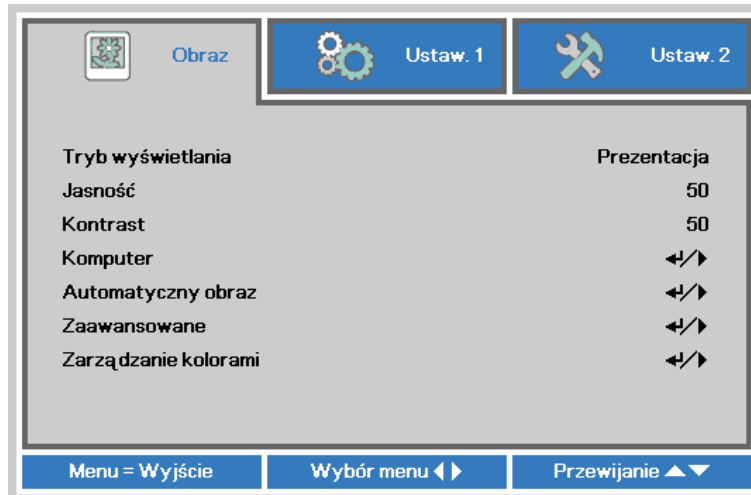 Obraz Ustaw. 1 Ustaw. 2
Tryb wyświetlania Prezentacja
Jasność 50
Kontrast 50
Komputer ↵/▶
Automatyczny obraz ↵/▶
Zaawansowane ↵/▶
Zarządzanie kolorami ↵/▶
Menu = Wyjście Wybór menu ◀ ▶ Przewijanie ▲ ▼